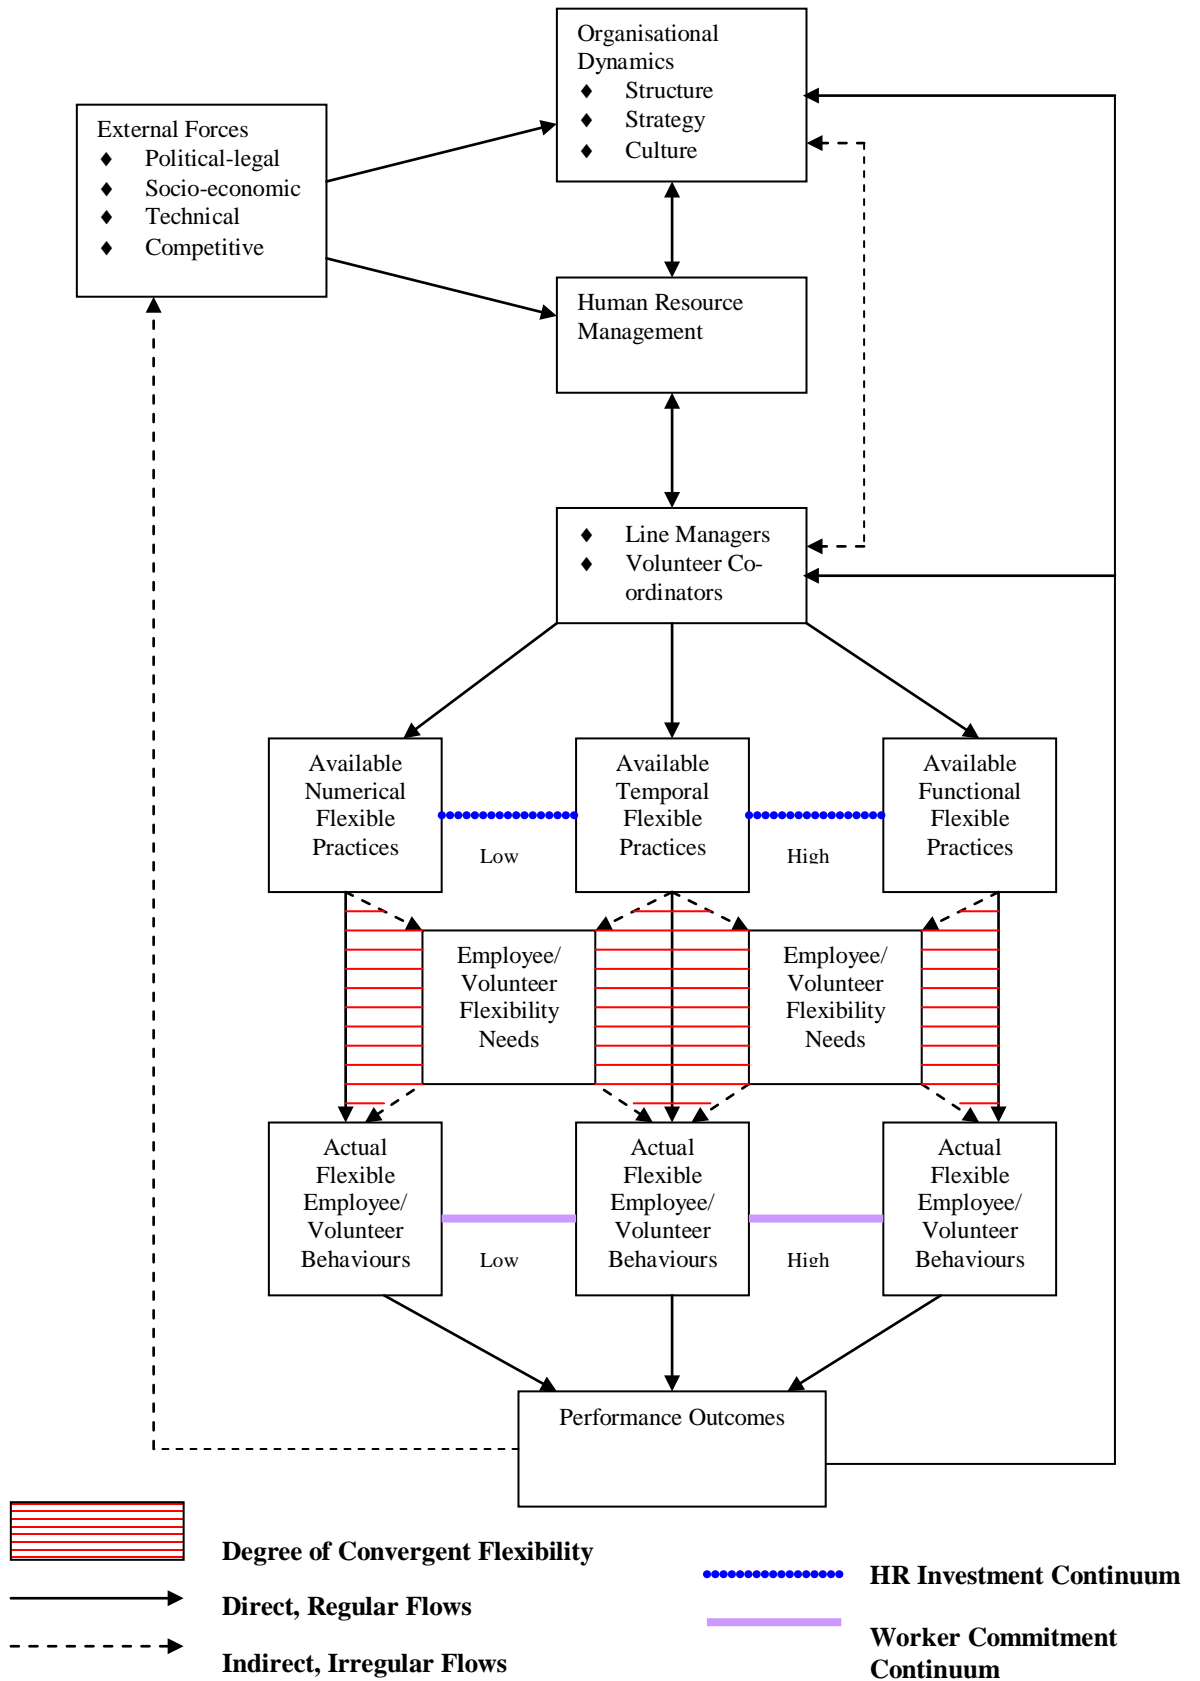 Organisational
Dynamics
♦ Structure
♦ Strategy
♦ Culture
External Forces
♦ Political-legal
♦ Socio-economic
♦ Technical
♦ Competitive
Human Resource
Management
♦ Line Managers
♦ Volunteer Co-
ordinators
Available
Numerical
Flexible
Practices
Low
Available
Temporal
Flexible
Practices
High
Available
Functional
Flexible
Practices
Employee/
Volunteer
Flexibility
Needs
Employee/
Volunteer
Flexibility
Needs
Actual
Flexible
Employee/
Volunteer
Behaviours
Low
Actual
Flexible
Employee/
Volunteer
Behaviours
High
Actual
Flexible
Employee/
Volunteer
Behaviours
Performance Outcomes
Degree of Convergent Flexibility
Direct, Regular Flows
Indirect, Irregular Flows
HR Investment Continuum
Worker Commitment
Continuum